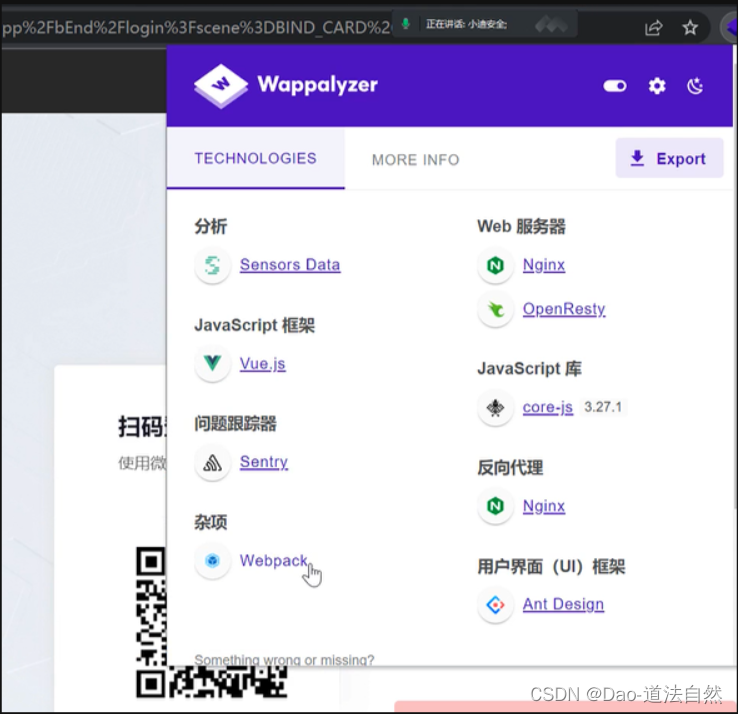 pp%2FbEnd%2Flogin%3Fscene%3DBIND_CARD%2
正在讲话: 小迪安全;
Wappalyzer
TECHNOLOGIES
MORE INFO
Export
分析
Sensors Data
JavaScript 框架
Vue.js
问题跟踪器
Sentry
杂项
Webpack
Something wrong or missing?
Web 服务器
Nginx
OpenResty
JavaScript 库
core-js 3.27.1
反向代理
Nginx
用户界面（UI）框架
Ant Design
扫码
使用微
CSDN @Dao-道法自然